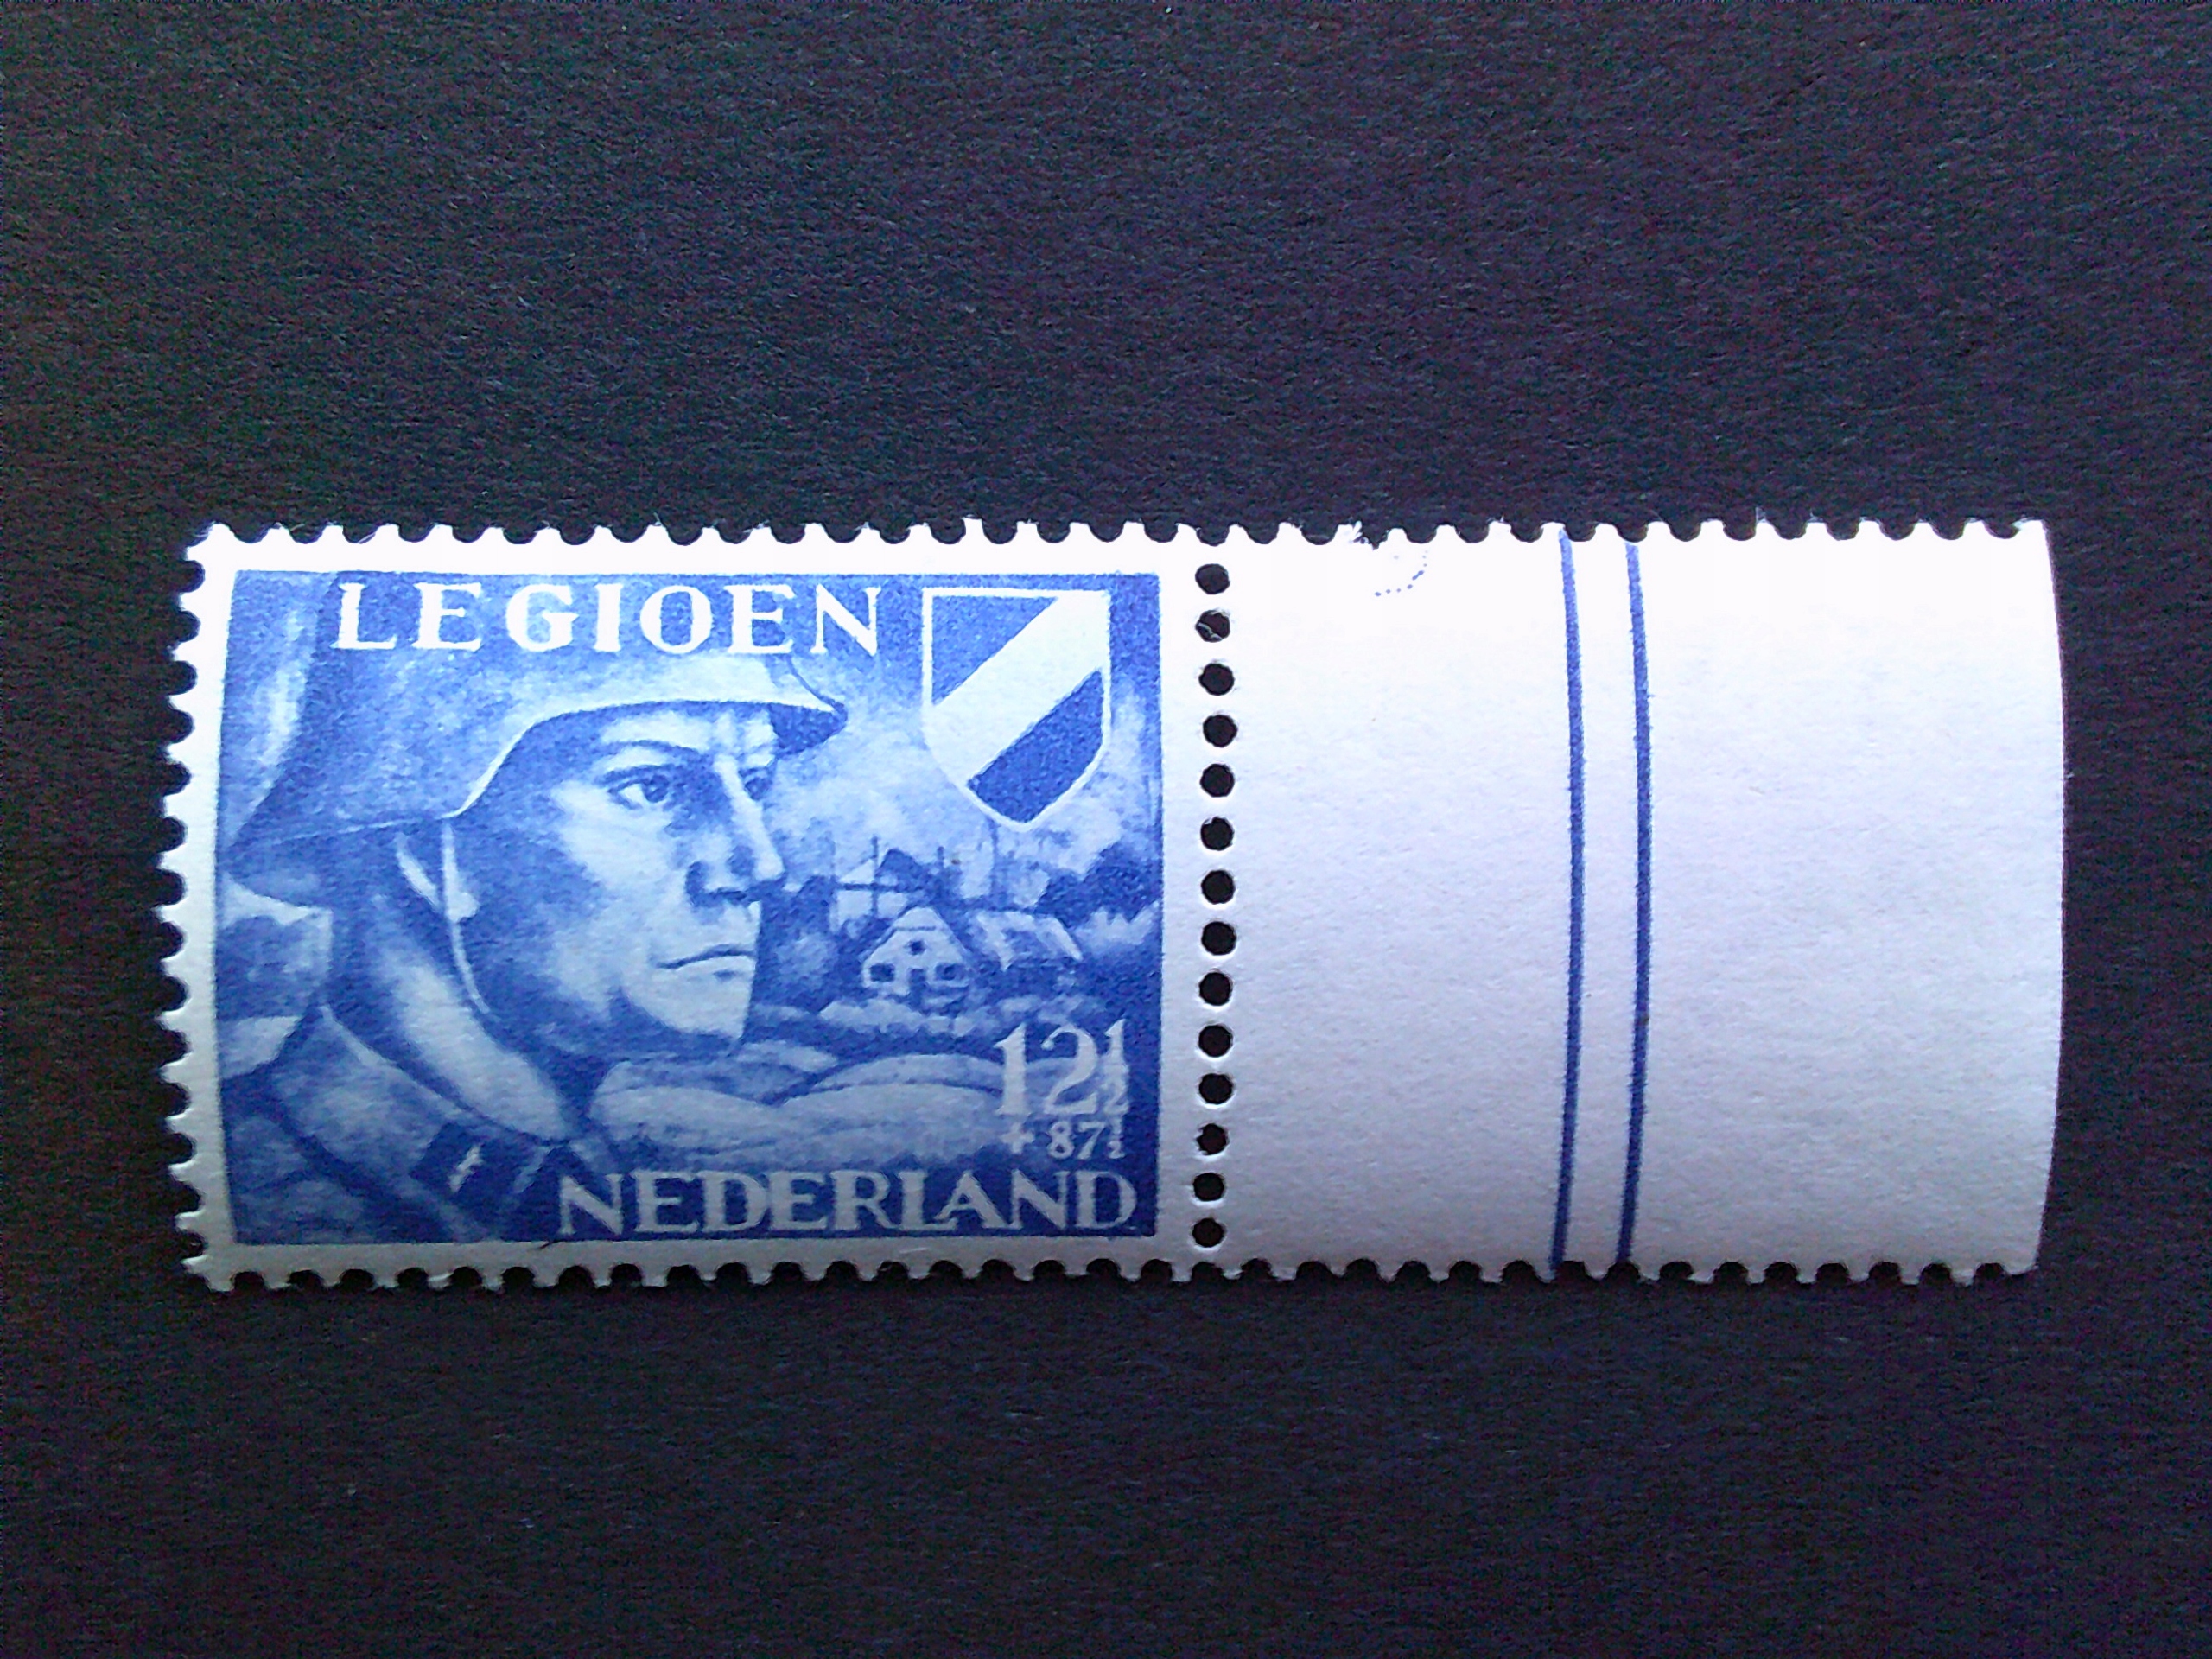 LEGIOEN
12½
+ 87½
NEDERLAND